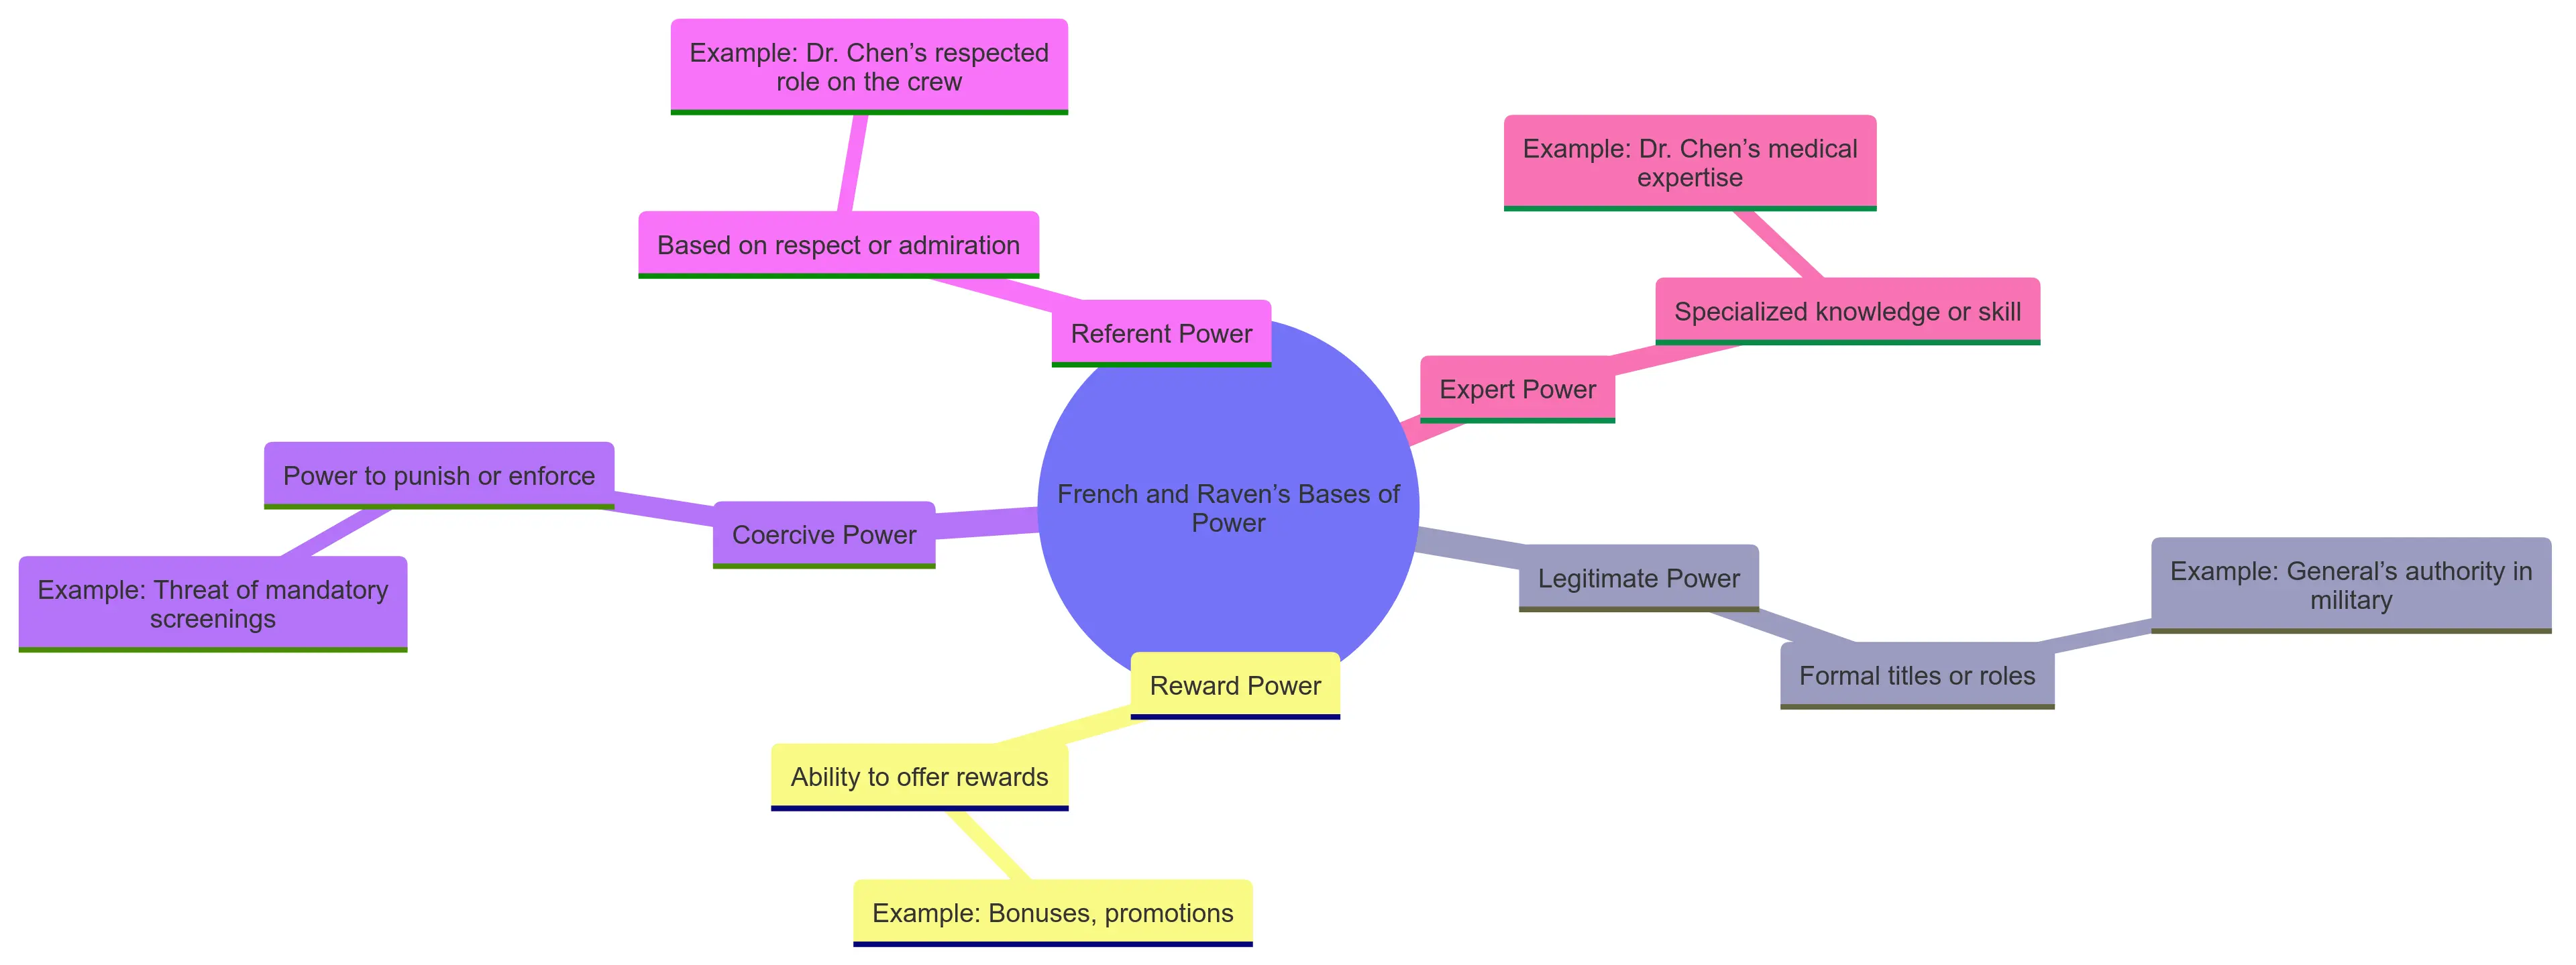 Example: Dr. Chen’s respected
role on the crew
Based on respect or admiration
Referent Power
Example: Dr. Chen’s medical
expertise
Specialized knowledge or skill
Expert Power
Power to punish or enforce
Coercive Power
Example: Threat of mandatory
screenings
French and Raven’s Bases of
Power
Legitimate Power
Formal titles or roles
Example: General’s authority in
military
Reward Power
Ability to offer rewards
Example: Bonuses, promotions